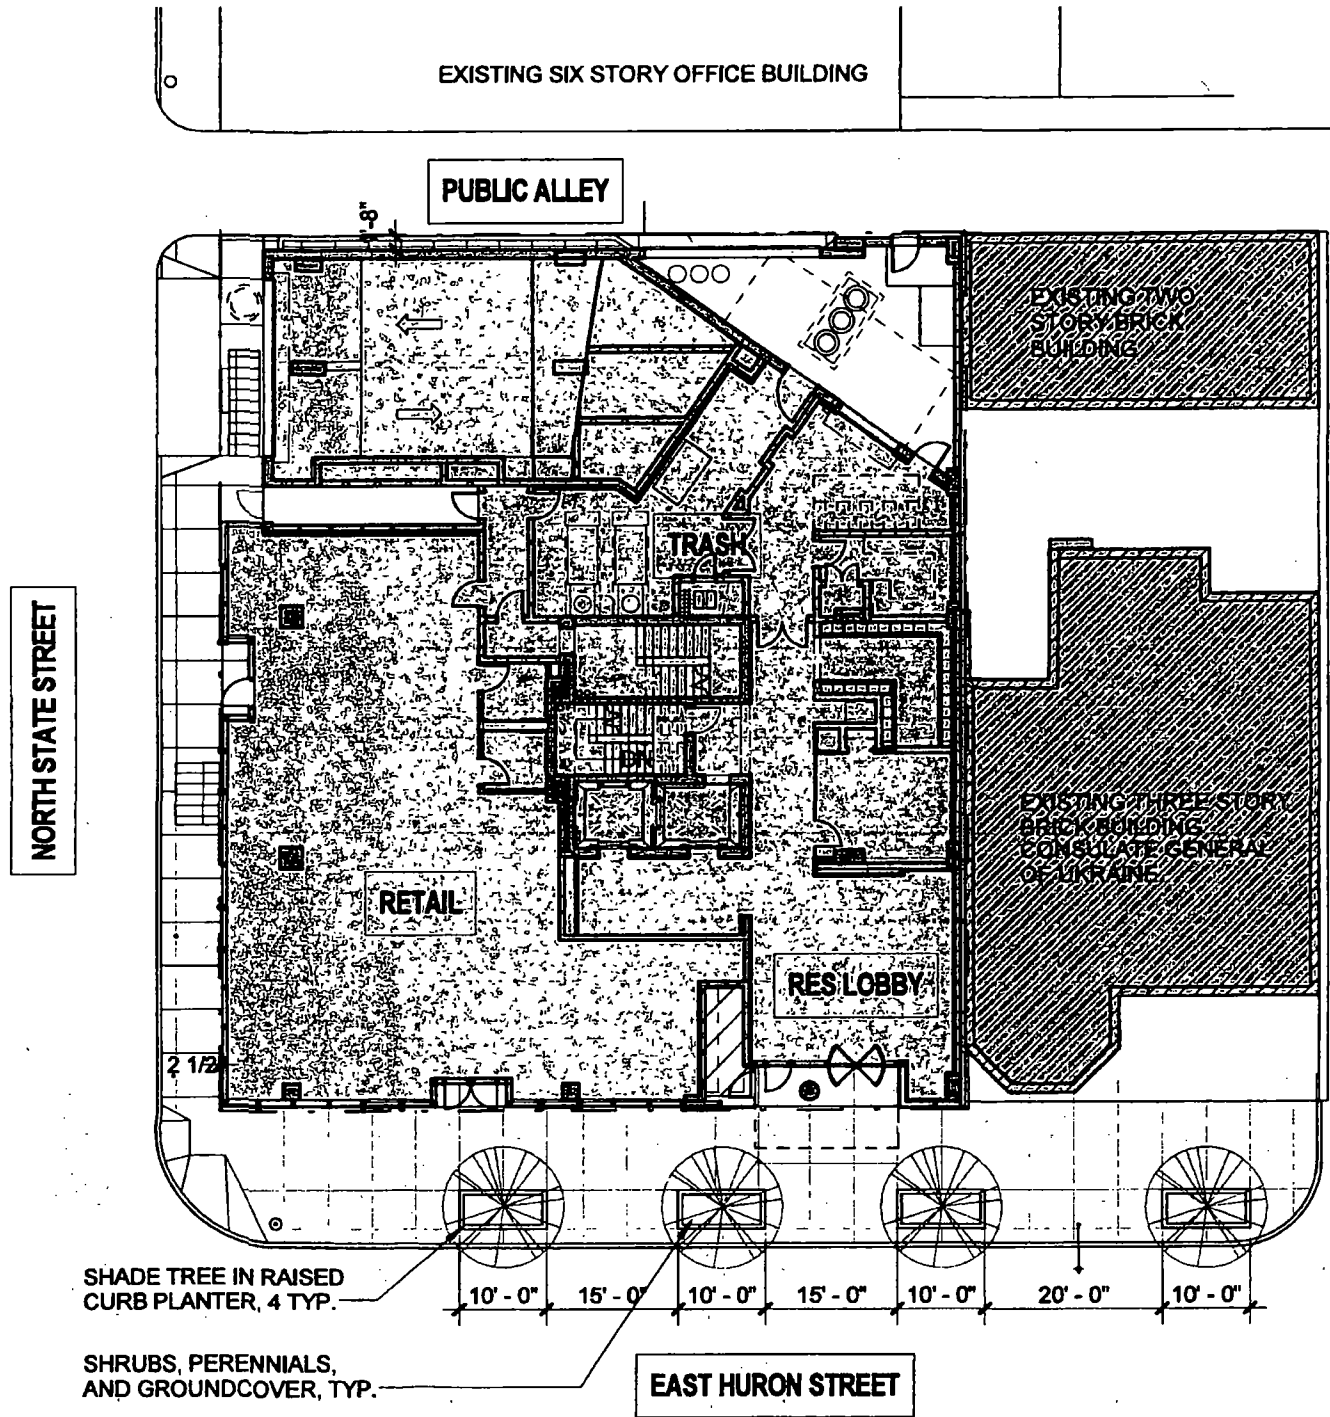 EXISTING SIX STORY OFFICE BUILDING
PUBLIC ALLEY
EXISTING TWO
STORY BRICK
BUILDING
TRASH
NORTH STATE STREET
DN
EXISTING THREE STORY
BRICK BUILDING
CONSULATE GENERAL
OF UKRAINE
RETAIL
RES LOBBY
2 1/2
SHADE TREE IN RAISED
CURB PLANTER, 4 TYP.
10' - 0" 15' - 0" 10' - 0" 15' - 0" 10' - 0" 20' - 0" 10' - 0"
SHRUBS, PERENNIALS,
AND GROUNDCOVER, TYP.
EAST HURON STREET